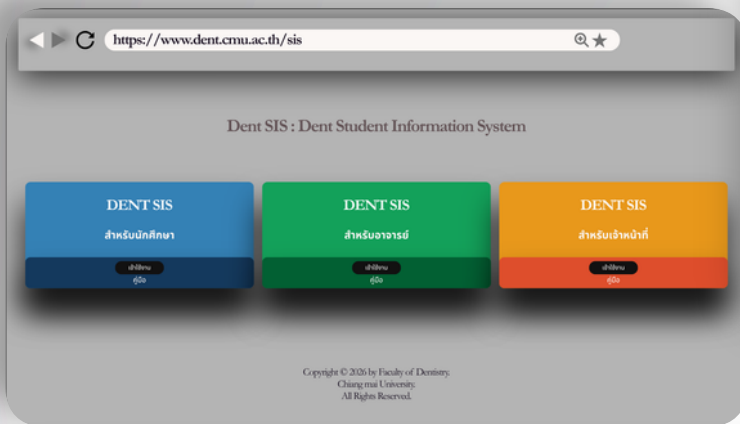 https://www.dent.cmu.ac.th/sis
Dent SIS : Dent Student Information System
DENT SIS
สำหรับนักศึกษา
เข้าใช้งาน
คู่มือ
DENT SIS
สำหรับอาจารย์
เข้าใช้งาน
คู่มือ
DENT SIS
สำหรับเจ้าหน้าที่
เข้าใช้งาน
คู่มือ
Copyright © 2026 by Faculty of Dentistry.
Chiang mai University.
All Rights Reserved.